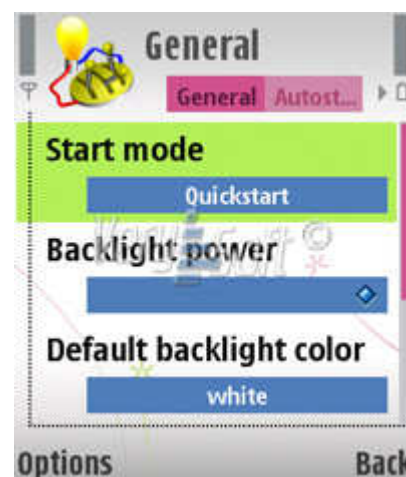 General
General Autost...
Start mode
Quickstart
Backlight power
Default backlight color
white
Options Back